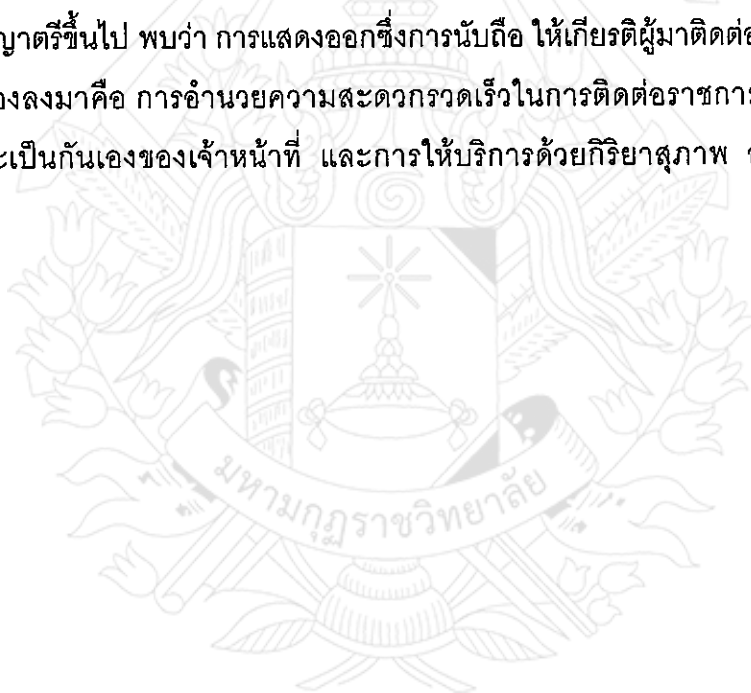 ญาตรีขึ้นไป พบว่า การแสดงออกซึ่งการนับถือ ให้เกียรติผู้มาติดต่อ
องลงมาคือ การอำนวยความสะดวกรวดเร็วในการติดต่อราชการ
ะเป็นกันเองของเจ้าหน้าที่ และการให้บริการด้วยกิริยาสุภาพ
มหามกุฏราชวิทยาลัย